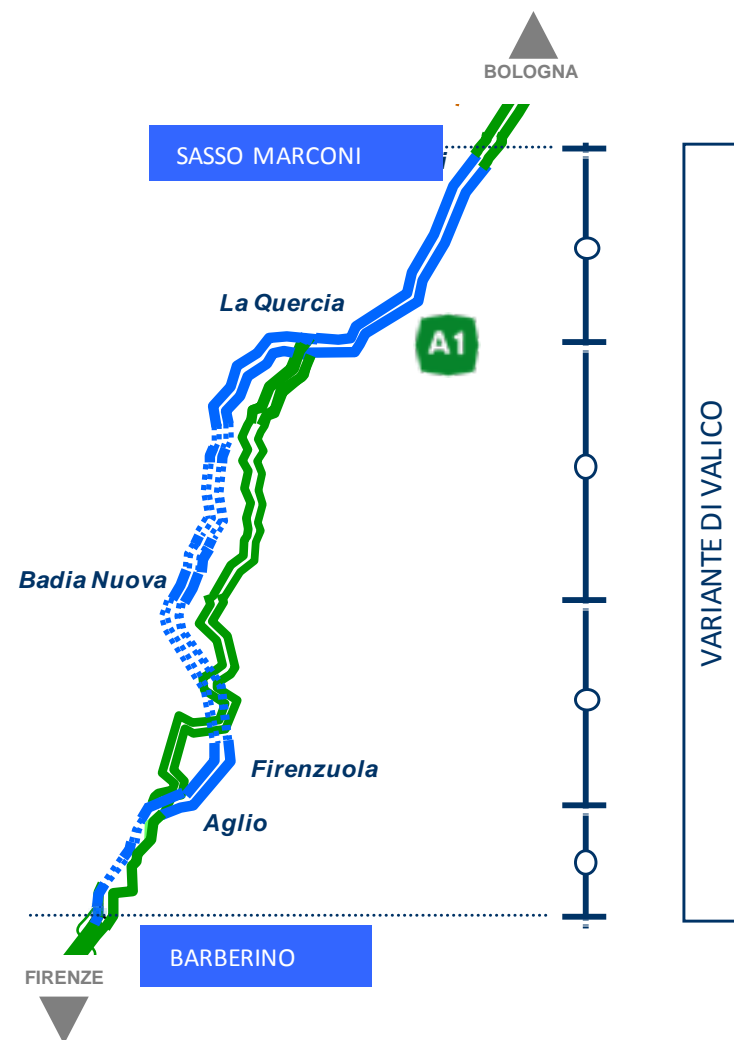 BOLOGNA
SASSO MARCONI
La Quercia
A1
VARIANTE DI VALICO
Badia Nuova
Firenzuola
Aglio
BARBERINO
FIRENZE